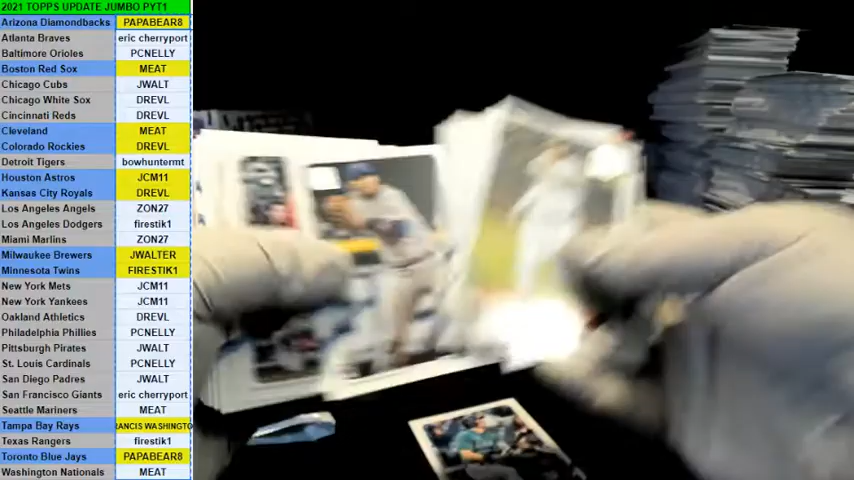 2021 TOPPS UPDATE JUMBO PYT1
Arizona Diamondbacks PAPABEAR8
Atlanta Braves eric cherryport
Baltimore Orioles PCNELLY
Boston Red Sox MEAT
Chicago Cubs JWALT
Chicago White Sox DREVL
Cincinnati Reds DREVL
Cleveland MEAT
Colorado Rockies DREVL
Detroit Tigers bowhuntermt
Houston Astros JCM11
Kansas City Royals DREVL
Los Angeles Angels ZON27
Los Angeles Dodgers firestik1
Miami Marlins ZON27
Milwaukee Brewers JWALTER
Minnesota Twins FIRESTIK1
New York Mets JCM11
New York Yankees JCM11
Oakland Athletics DREVL
Philadelphia Phillies PCNELLY
Pittsburgh Pirates JWALT
St. Louis Cardinals PCNELLY
San Diego Padres JWALT
San Francisco Giants eric cherryport
Seattle Mariners MEAT
Tampa Bay Rays RANCIS WASHINGTO
Texas Rangers firestik1
Toronto Blue Jays PAPABEAR8
Washington Nationals MEAT